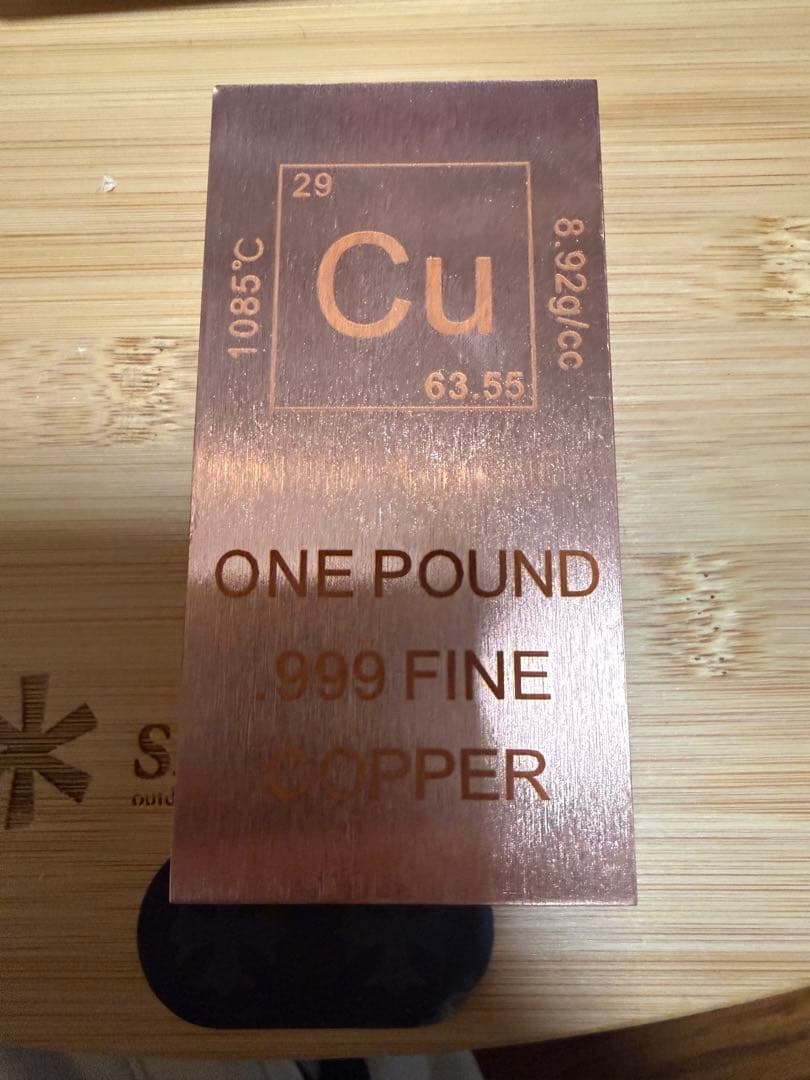 29
Cu
63.55
1085°C
8.92g/cc
ONE POUND
.999 FINE
COPPER